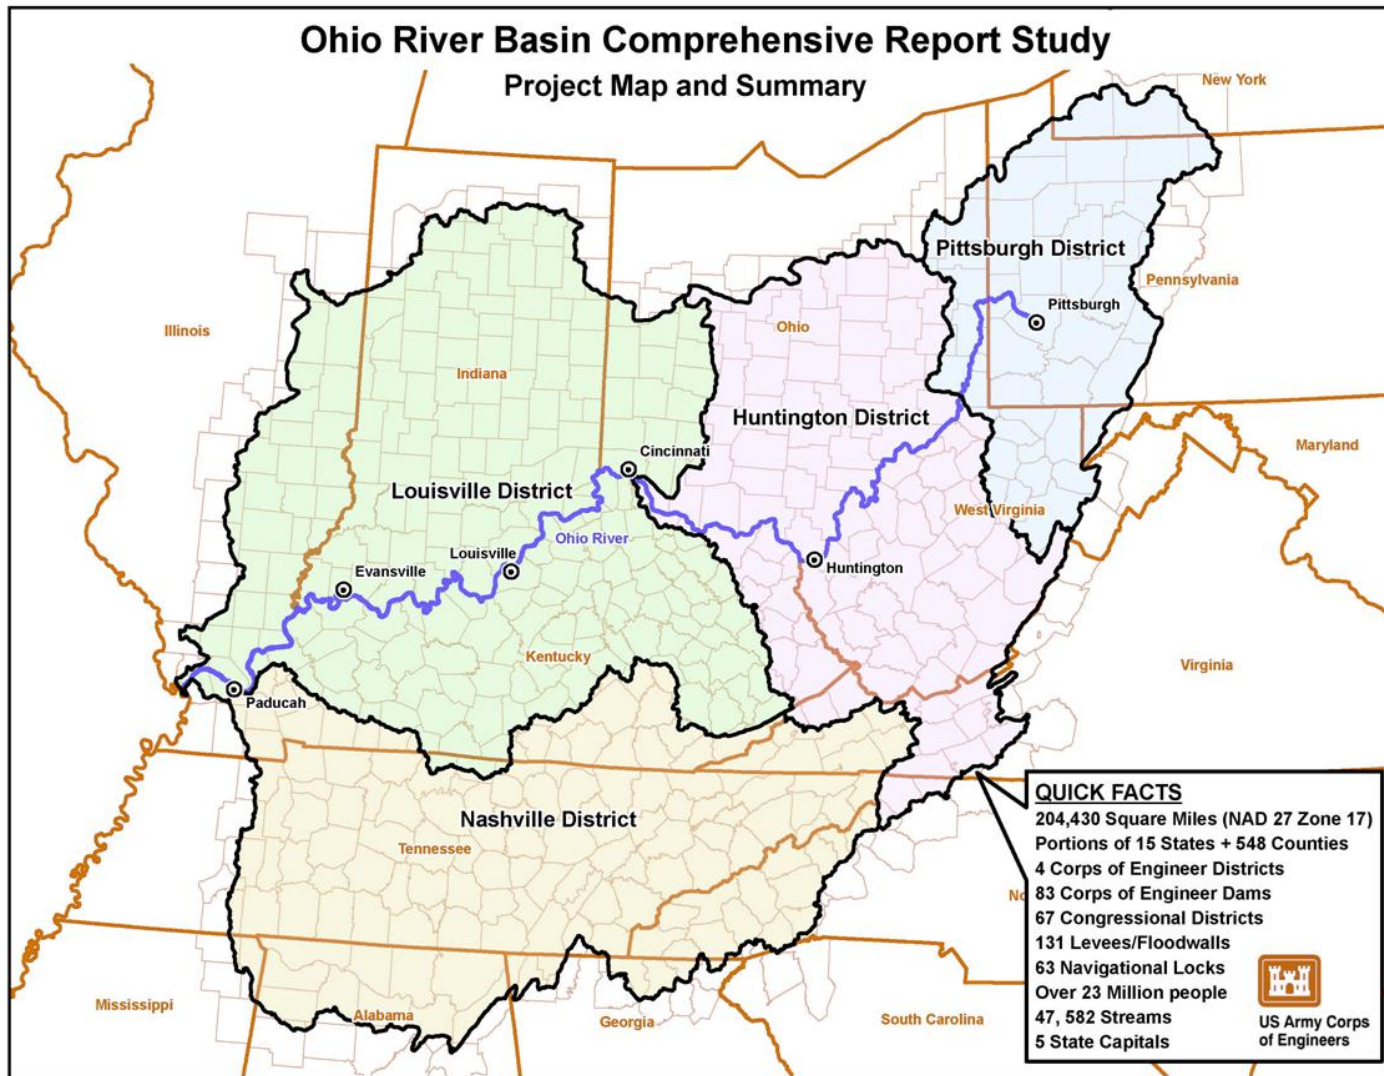 Ohio River Basin Comprehensive Report Study
Project Map and Summary
New York
Pittsburgh District
Pennsylvania
Pittsburgh
Illinois
Ohio
Indiana
Huntington District
Maryland
Cincinnati
Louisville District
West Virginia
Ohio River
Louisville
Evansville
Huntington
Kentucky
Virginia
Paducah
Nashville District
Tennessee
QUICK FACTS
204,430 Square Miles (NAD 27 Zone 17)
Portions of 15 States + 548 Counties
4 Corps of Engineer Districts
83 Corps of Engineer Dams
No
67 Congressional Districts
131 Levees/Floodwalls
63 Navigational Locks
Over 23 Million people
47, 582 Streams
5 State Capitals
US Army Corps
of Engineers
Mississippi
Alabama
Georgia
South Carolina